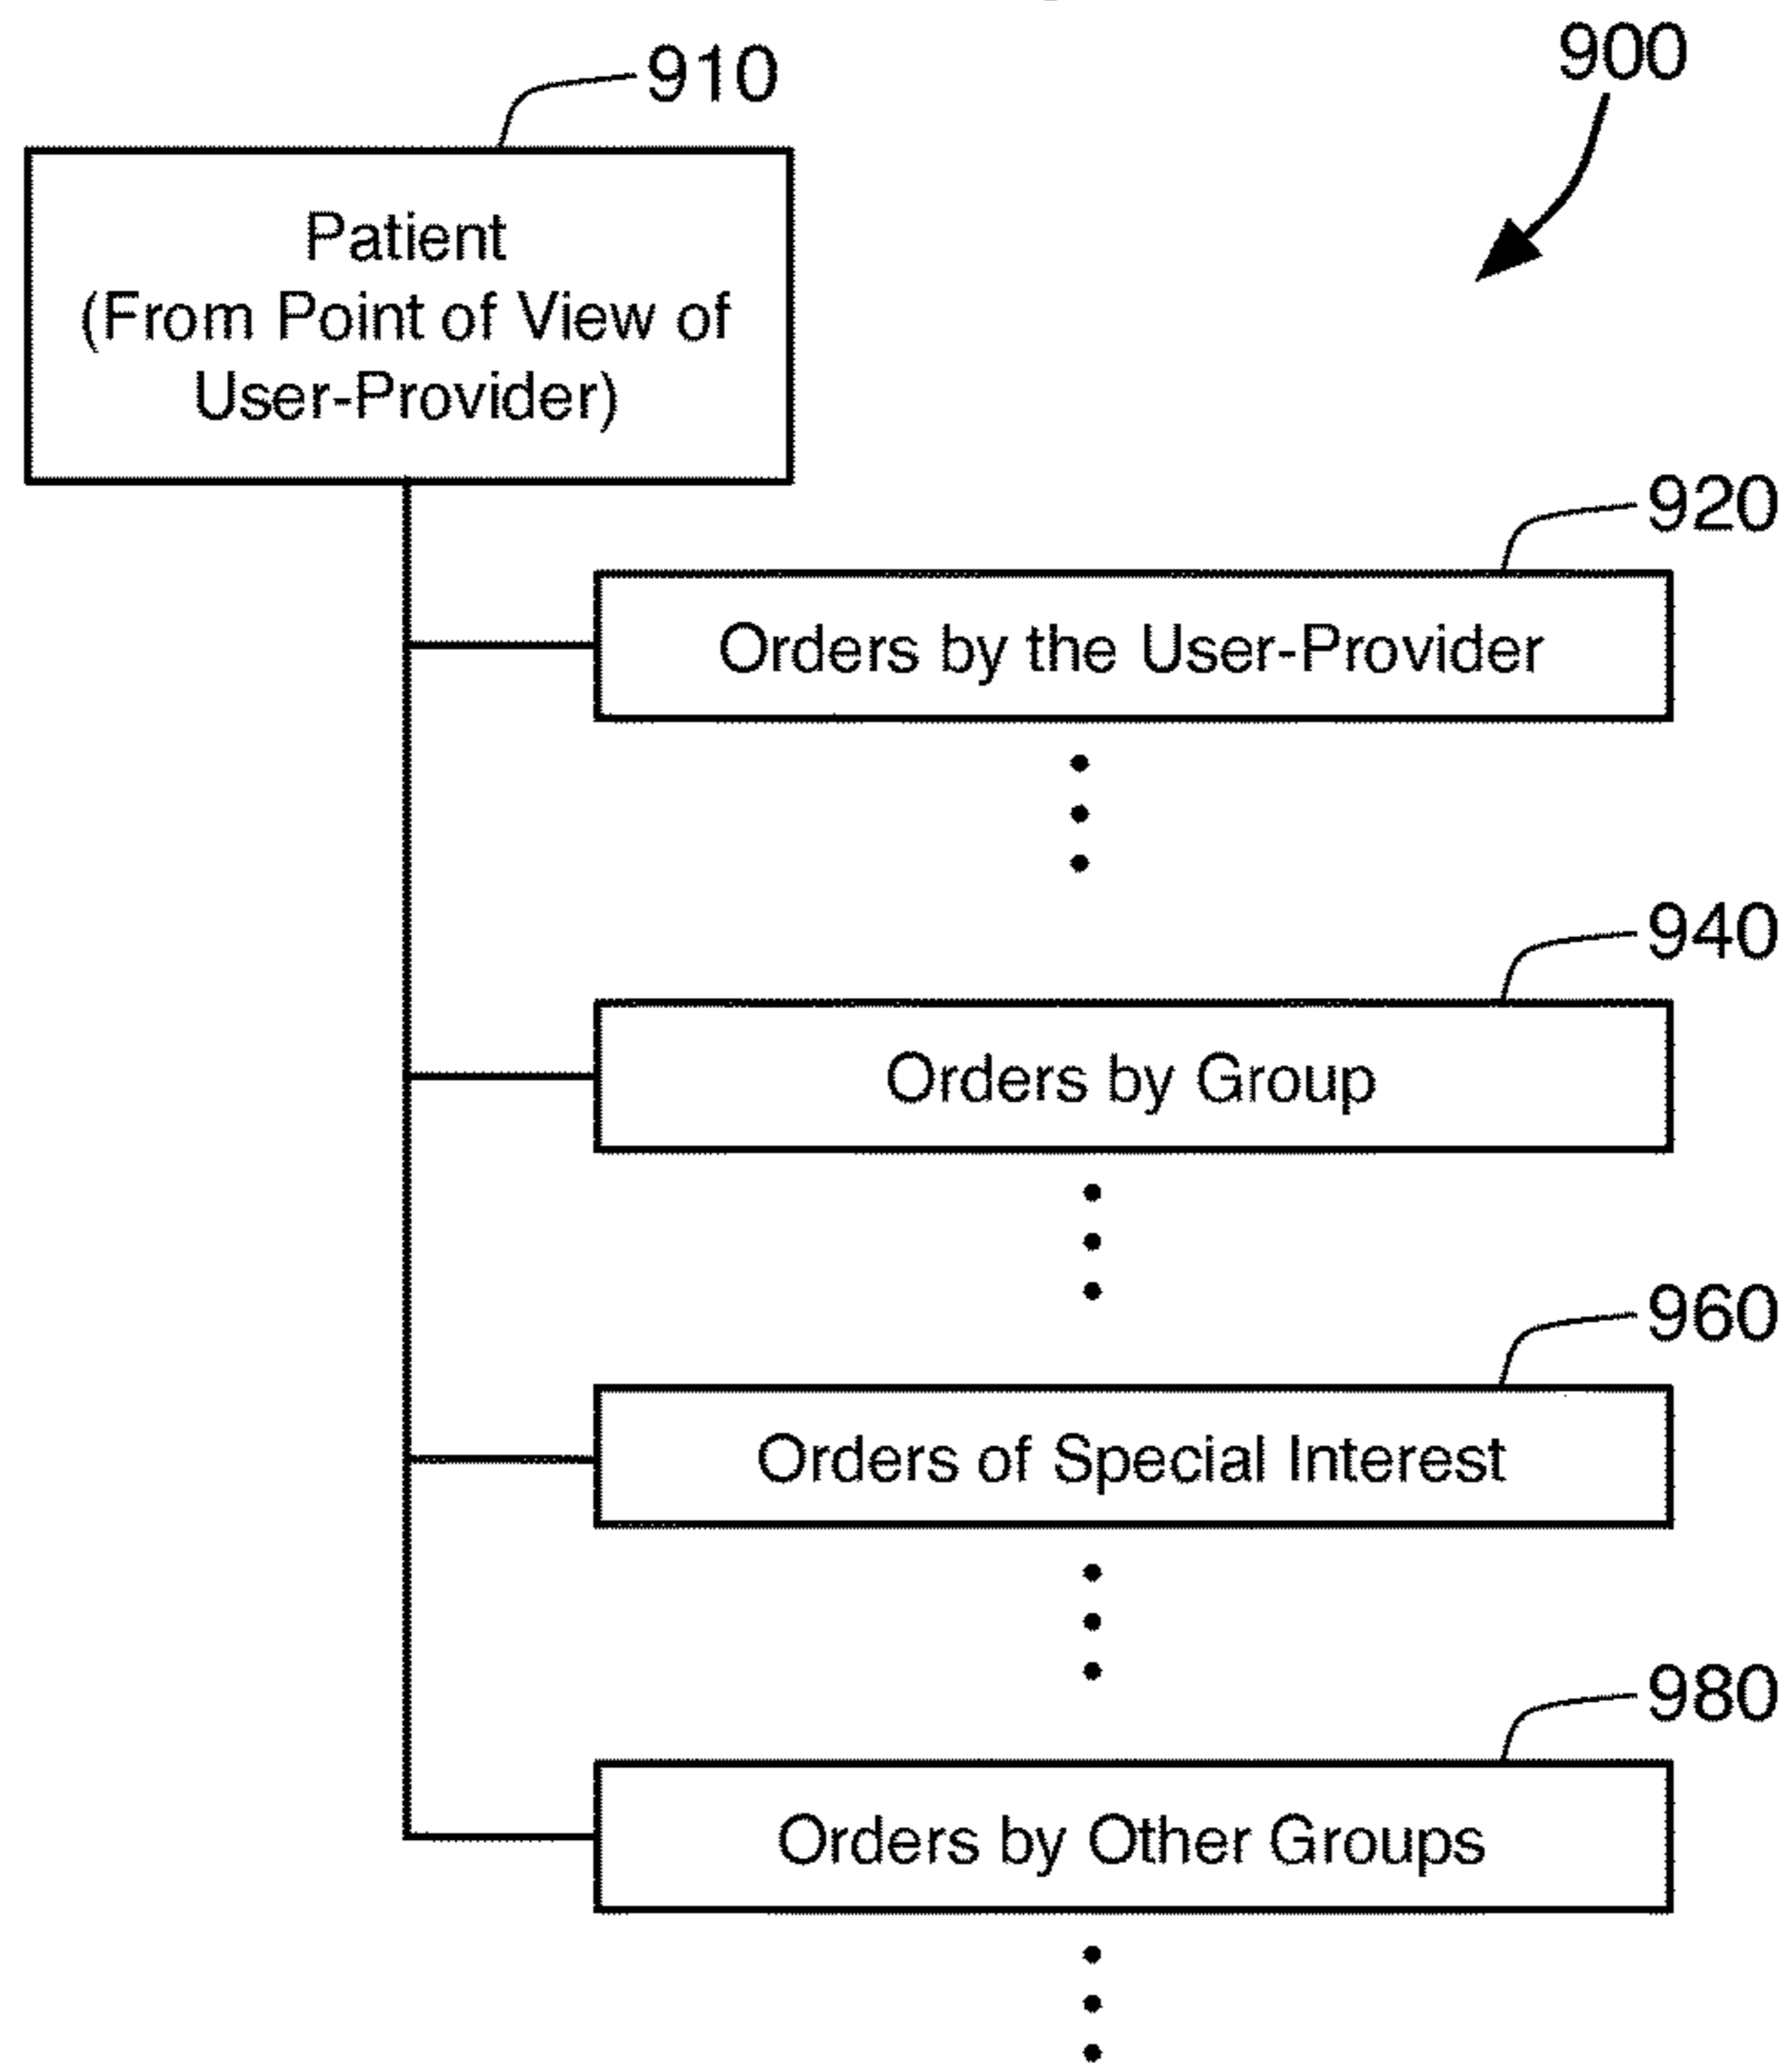 900
910
Patient
(From Point of View of
User-Provider)
920
Orders by the User-Provider
940
Orders by Group
960
Orders of Special Interest
980
Orders by Other Groups